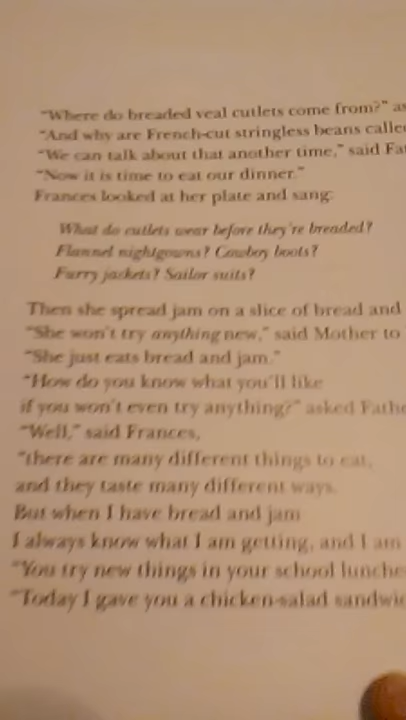 "Where do breaded veal cutlets come from?" as
"And why are French-cut stringless beans calle
"We can talk about that another time," said Fat
"Now it is time to eat our dinner."
Frances looked at her plate and sang:
What do cutlets wear before they're breaded?
Flannel nightgowns? Cowboy boots?
Furry jackets? Sailor suits?
Then she spread jam on a slice of bread and
"She won't try anything new," said Mother to
"She just eats bread and jam."
"How do you know what you'll like
if you won't even try anything?" asked Fathe
"Well," said Frances,
"there are many different things to eat,
and they taste many different ways.
But when I have bread and jam
I always know what I am getting, and I am
"You try new things in your school lunche
"Today I gave you a chicken-salad sandwic